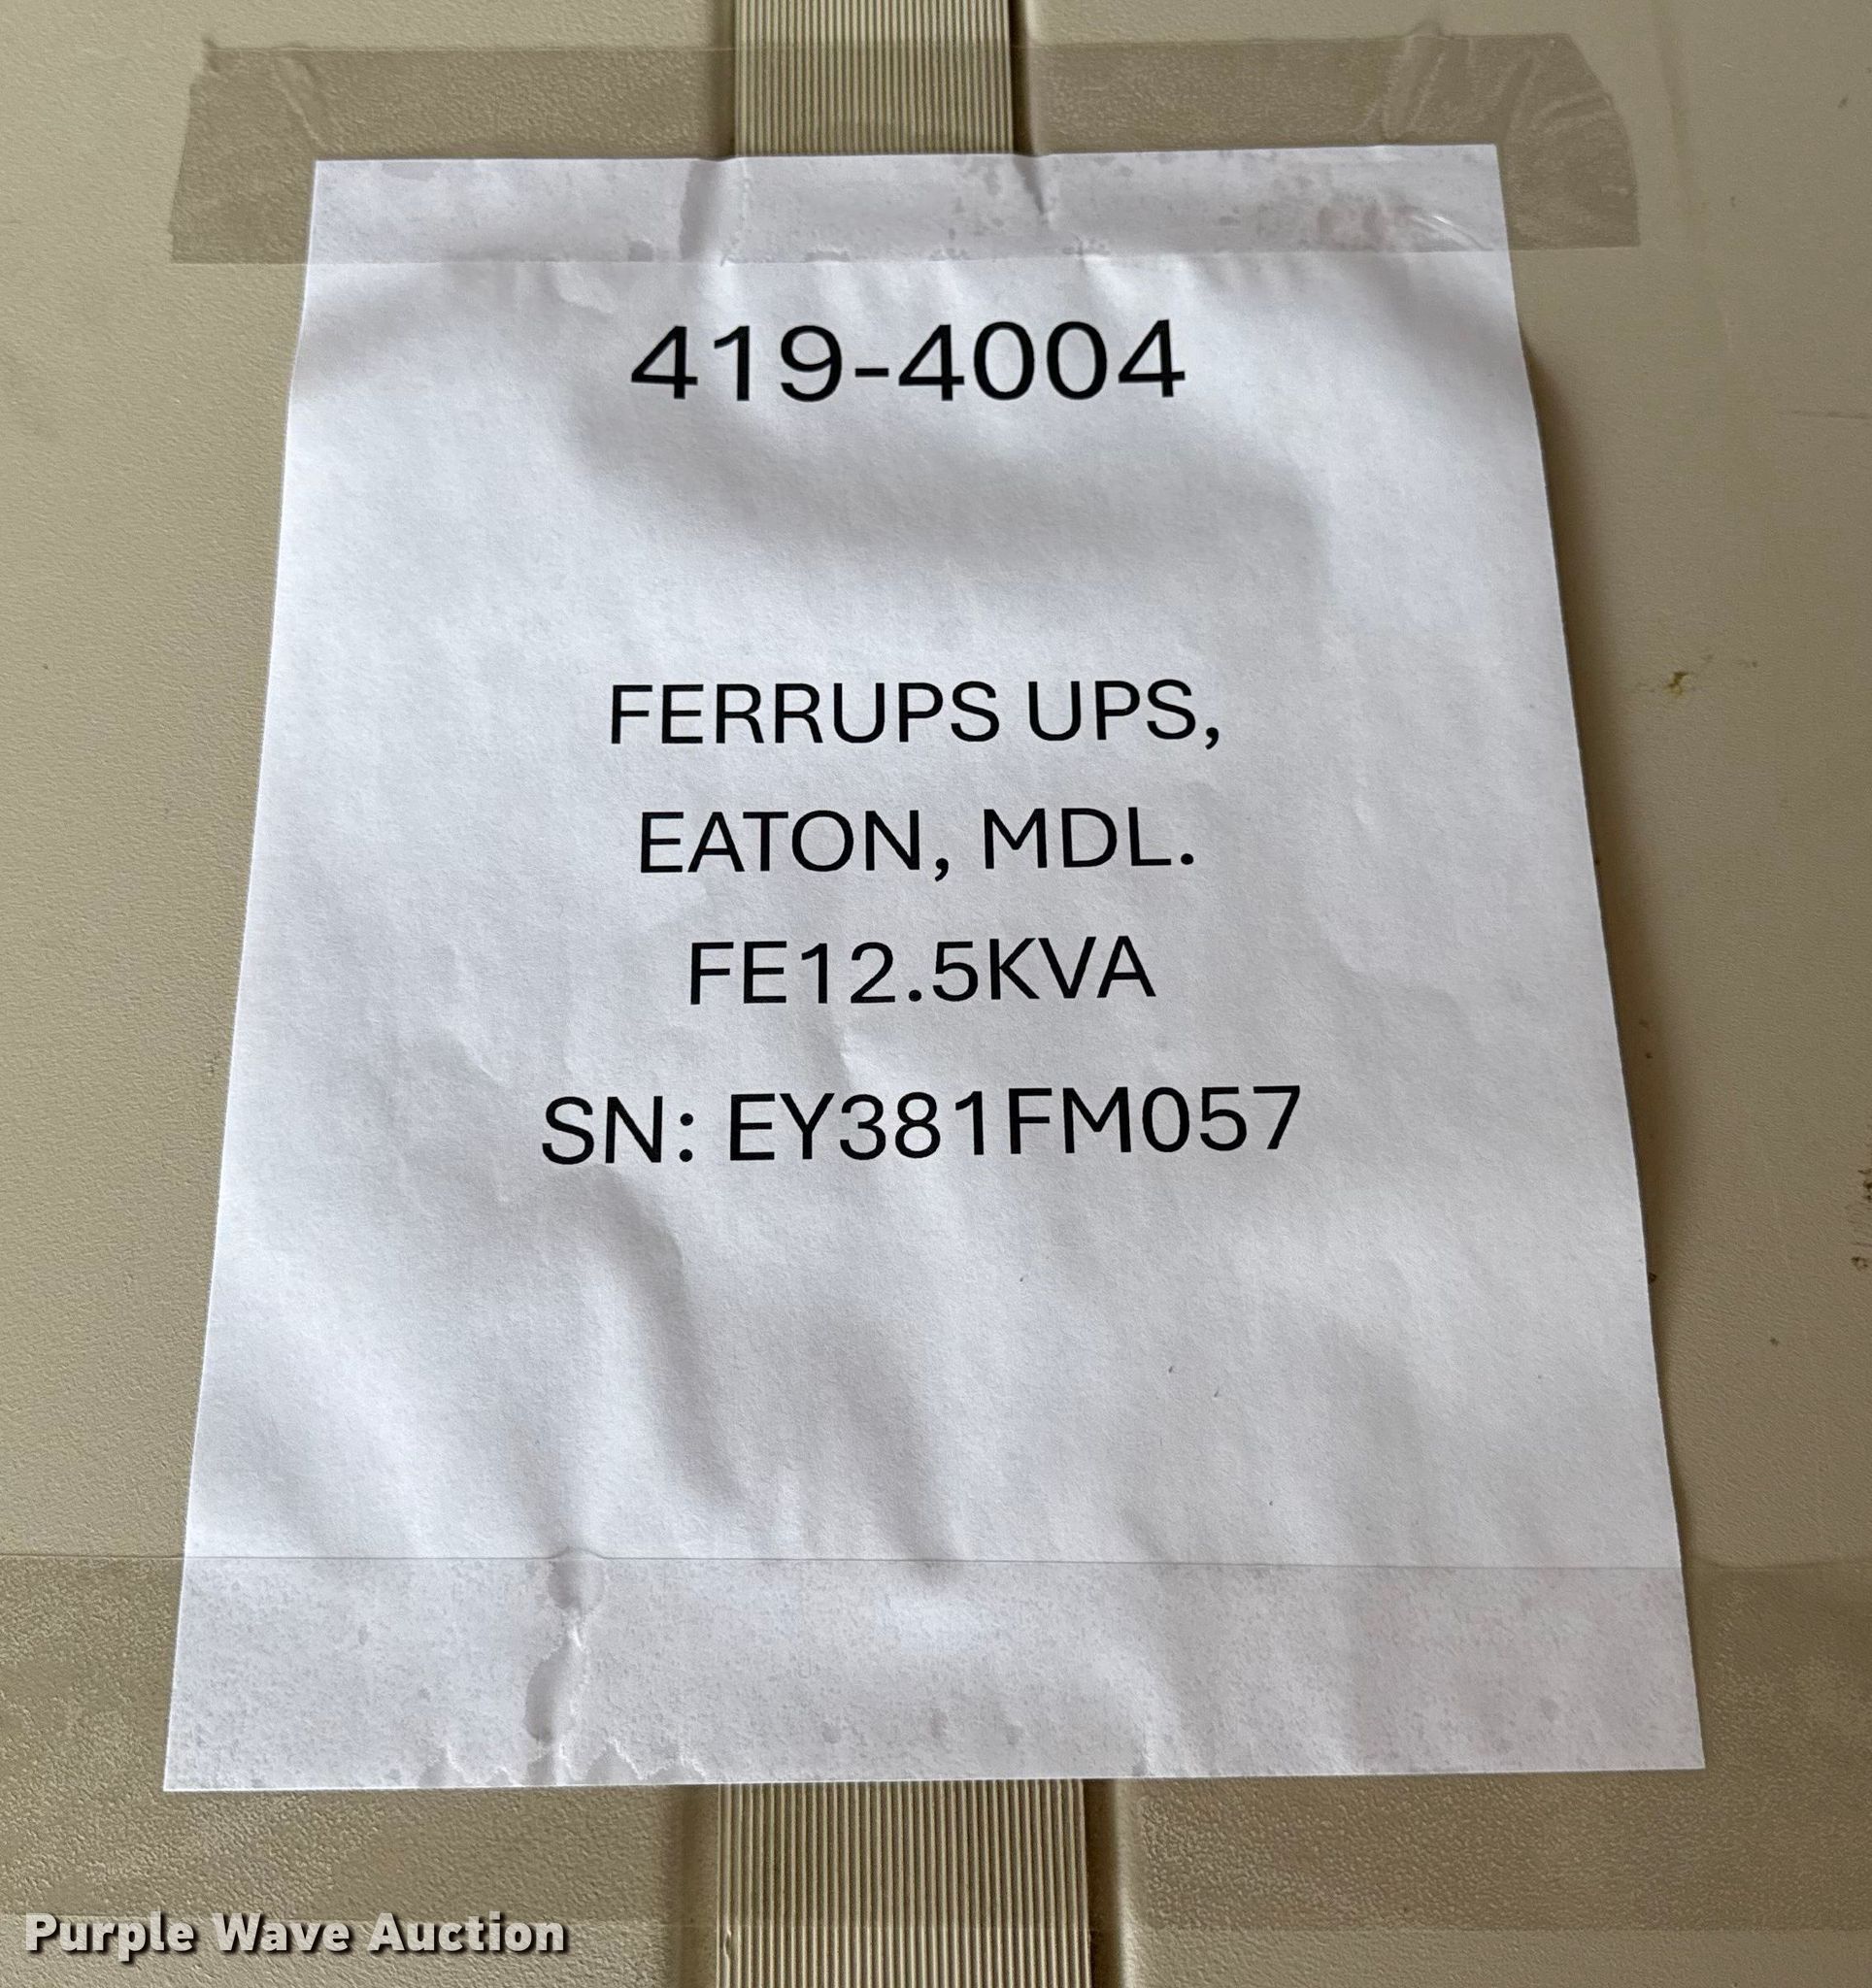 419-4004
FERRUPS UPS,
EATON, MDL.
FE12.5KVA
SN: EY381FM057
Purple Wave Auction